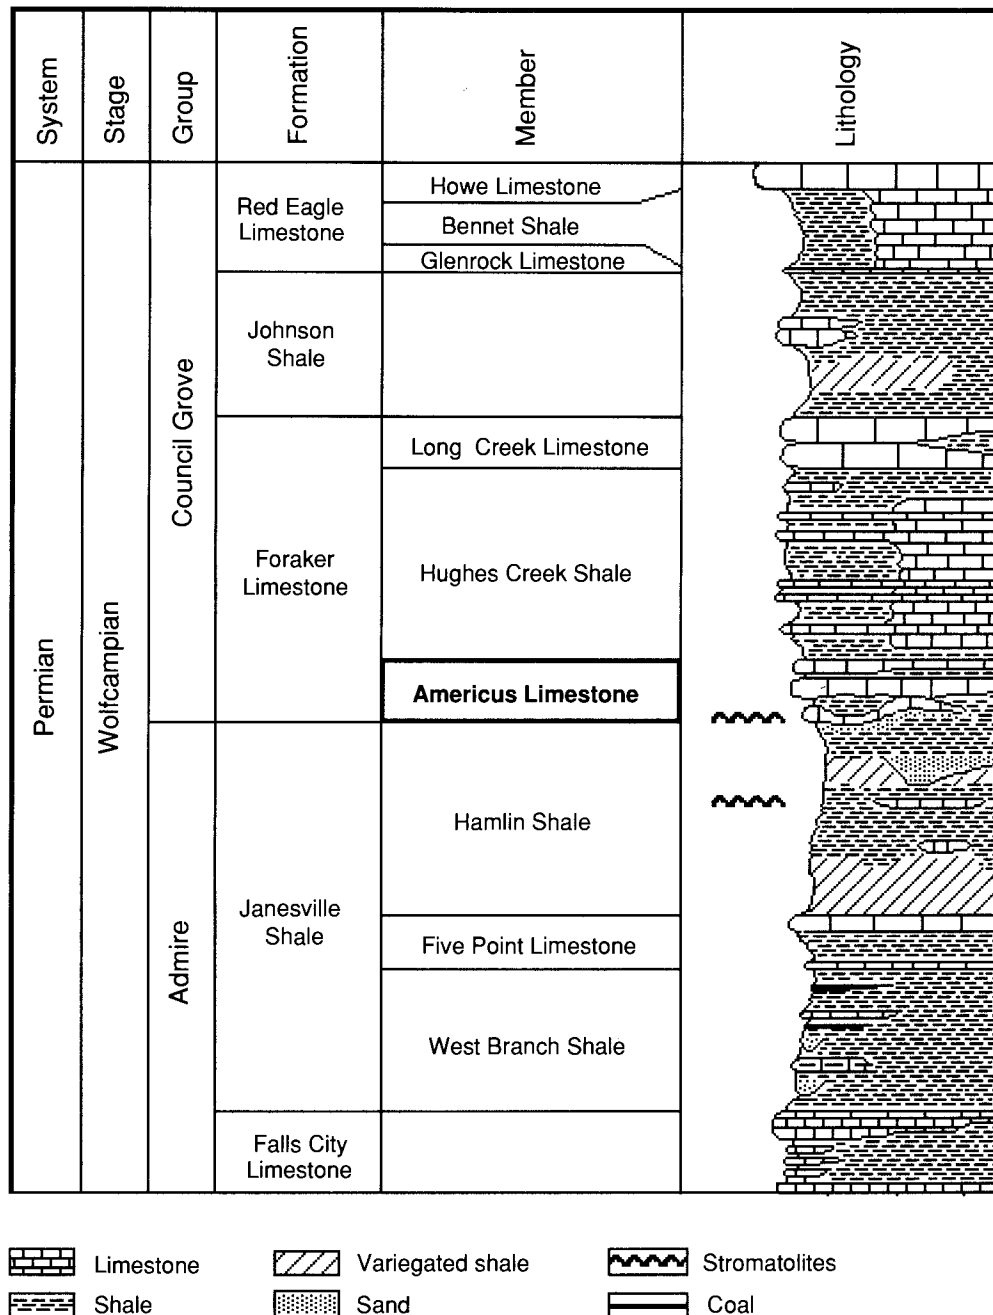 System
Stage
Group
Formation
Member
Lithology
Permian
Wolfcampian
Council Grove
Admire
Red Eagle
Limestone
Howe Limestone
Bennet Shale
Glenrock Limestone
Johnson
Shale
Foraker
Limestone
Long Creek Limestone
Hughes Creek Shale
Americus Limestone
Janesville
Shale
Hamlin Shale
Five Point Limestone
West Branch Shale
Falls City
Limestone
Limestone
Variegated shale
Stromatolites
Shale
Sand
Coal